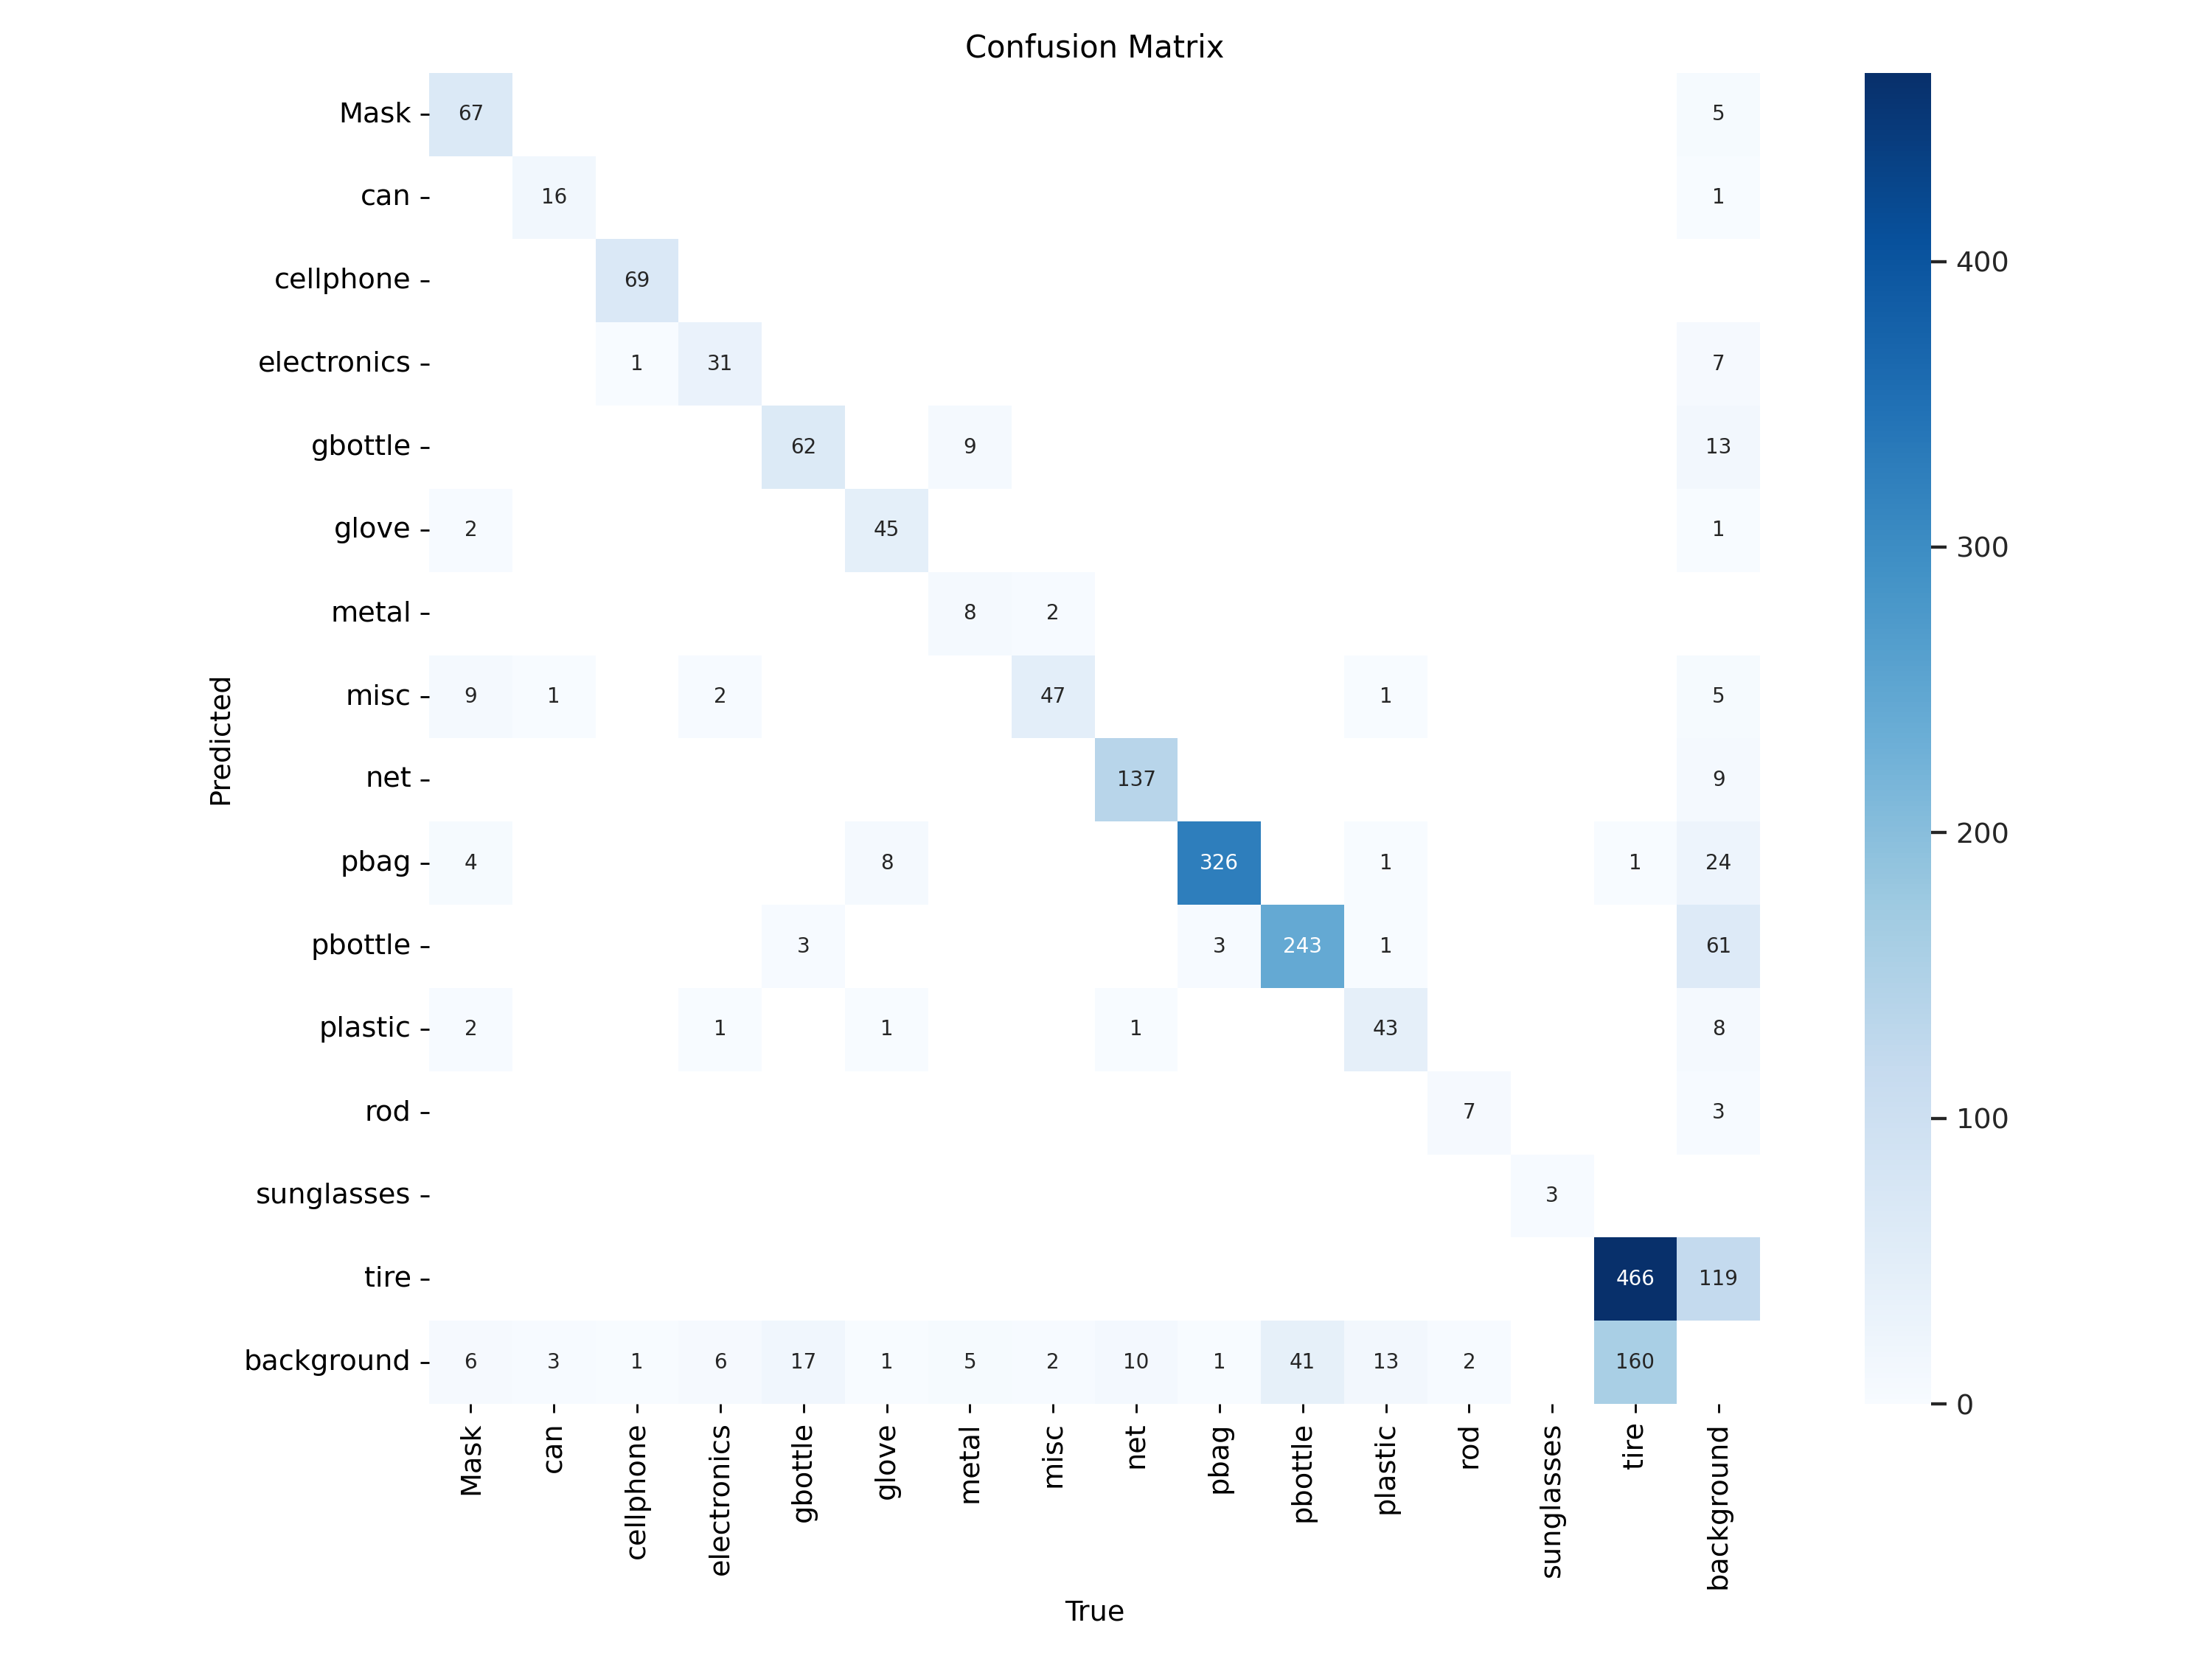 Confusion Matrix
Mask 67 5
can 16 1
cellphone 69
electronics 1 31 7
gbottle 62 9 13
glove 2 45 1
metal 8 2
misc 9 1 2 47 1 5
net 137 9
pbag 4 8 326 1 1 24
pbottle 3 3 243 1 61
plastic 2 1 1 1 43 8
rod 7 3
sunglasses 3
tire 466 119
background 6 3 1 6 17 1 5 2 10 1 41 13 2 160
Predicted
Mask can cellphone electronics gbottle glove metal misc net pbag pbottle plastic rod sunglasses tire background
True
400
300
200
100
0